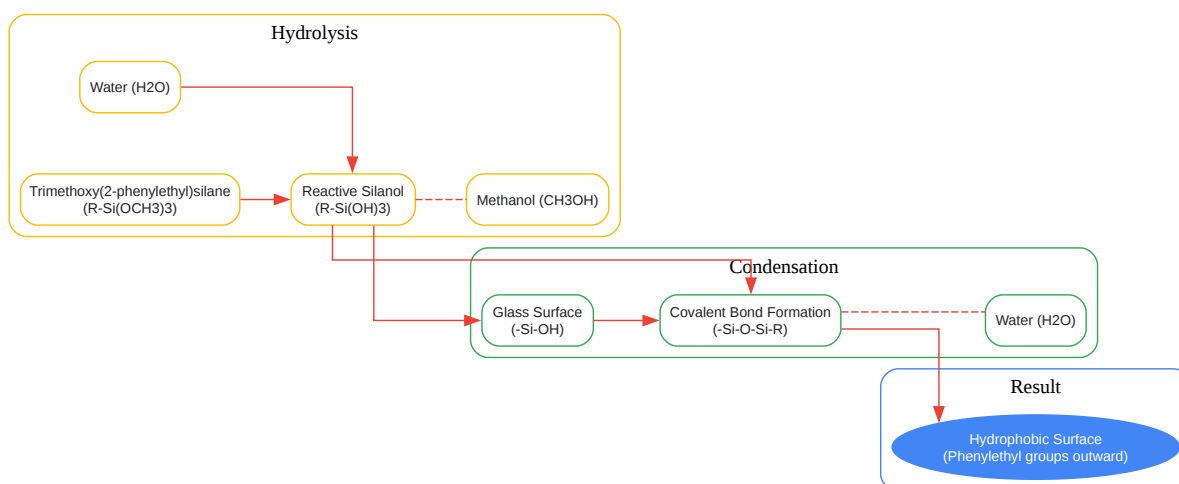 Hydrolysis
Water (H2O)
Trimethoxy(2-phenylethyl)silane
(R-Si(OCH3)3)
Reactive Silanol
(R-Si(OH)3)
Methanol (CH3OH)
Condensation
Glass Surface
(-Si-OH)
Covalent Bond Formation
(-Si-O-Si-R)
Water (H2O)
Result
Hydrophobic Surface
(Phenylethyl groups outward)